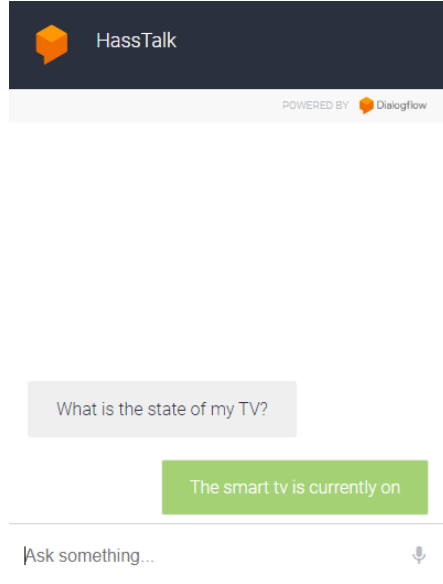 HassTalk
POWERED BY Dialogflow
What is the state of my TV?
The smart tv is currently on
Ask something...